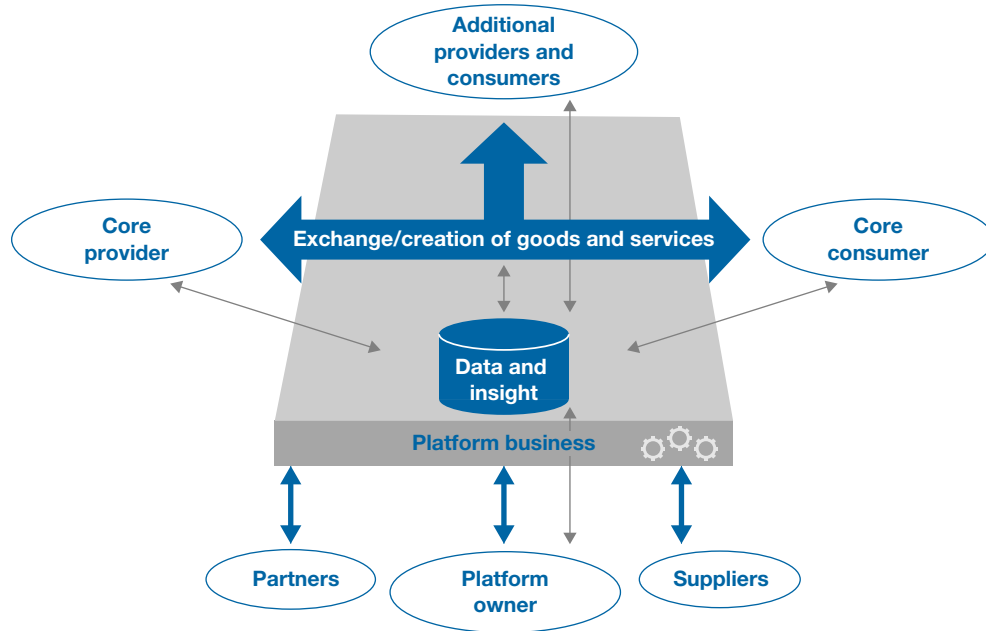 Additional
providers and
consumers
Core
provider
Exchange/creation of goods and services
Core
consumer
Data and
insight
Platform business
Partners
Platform
owner
Suppliers